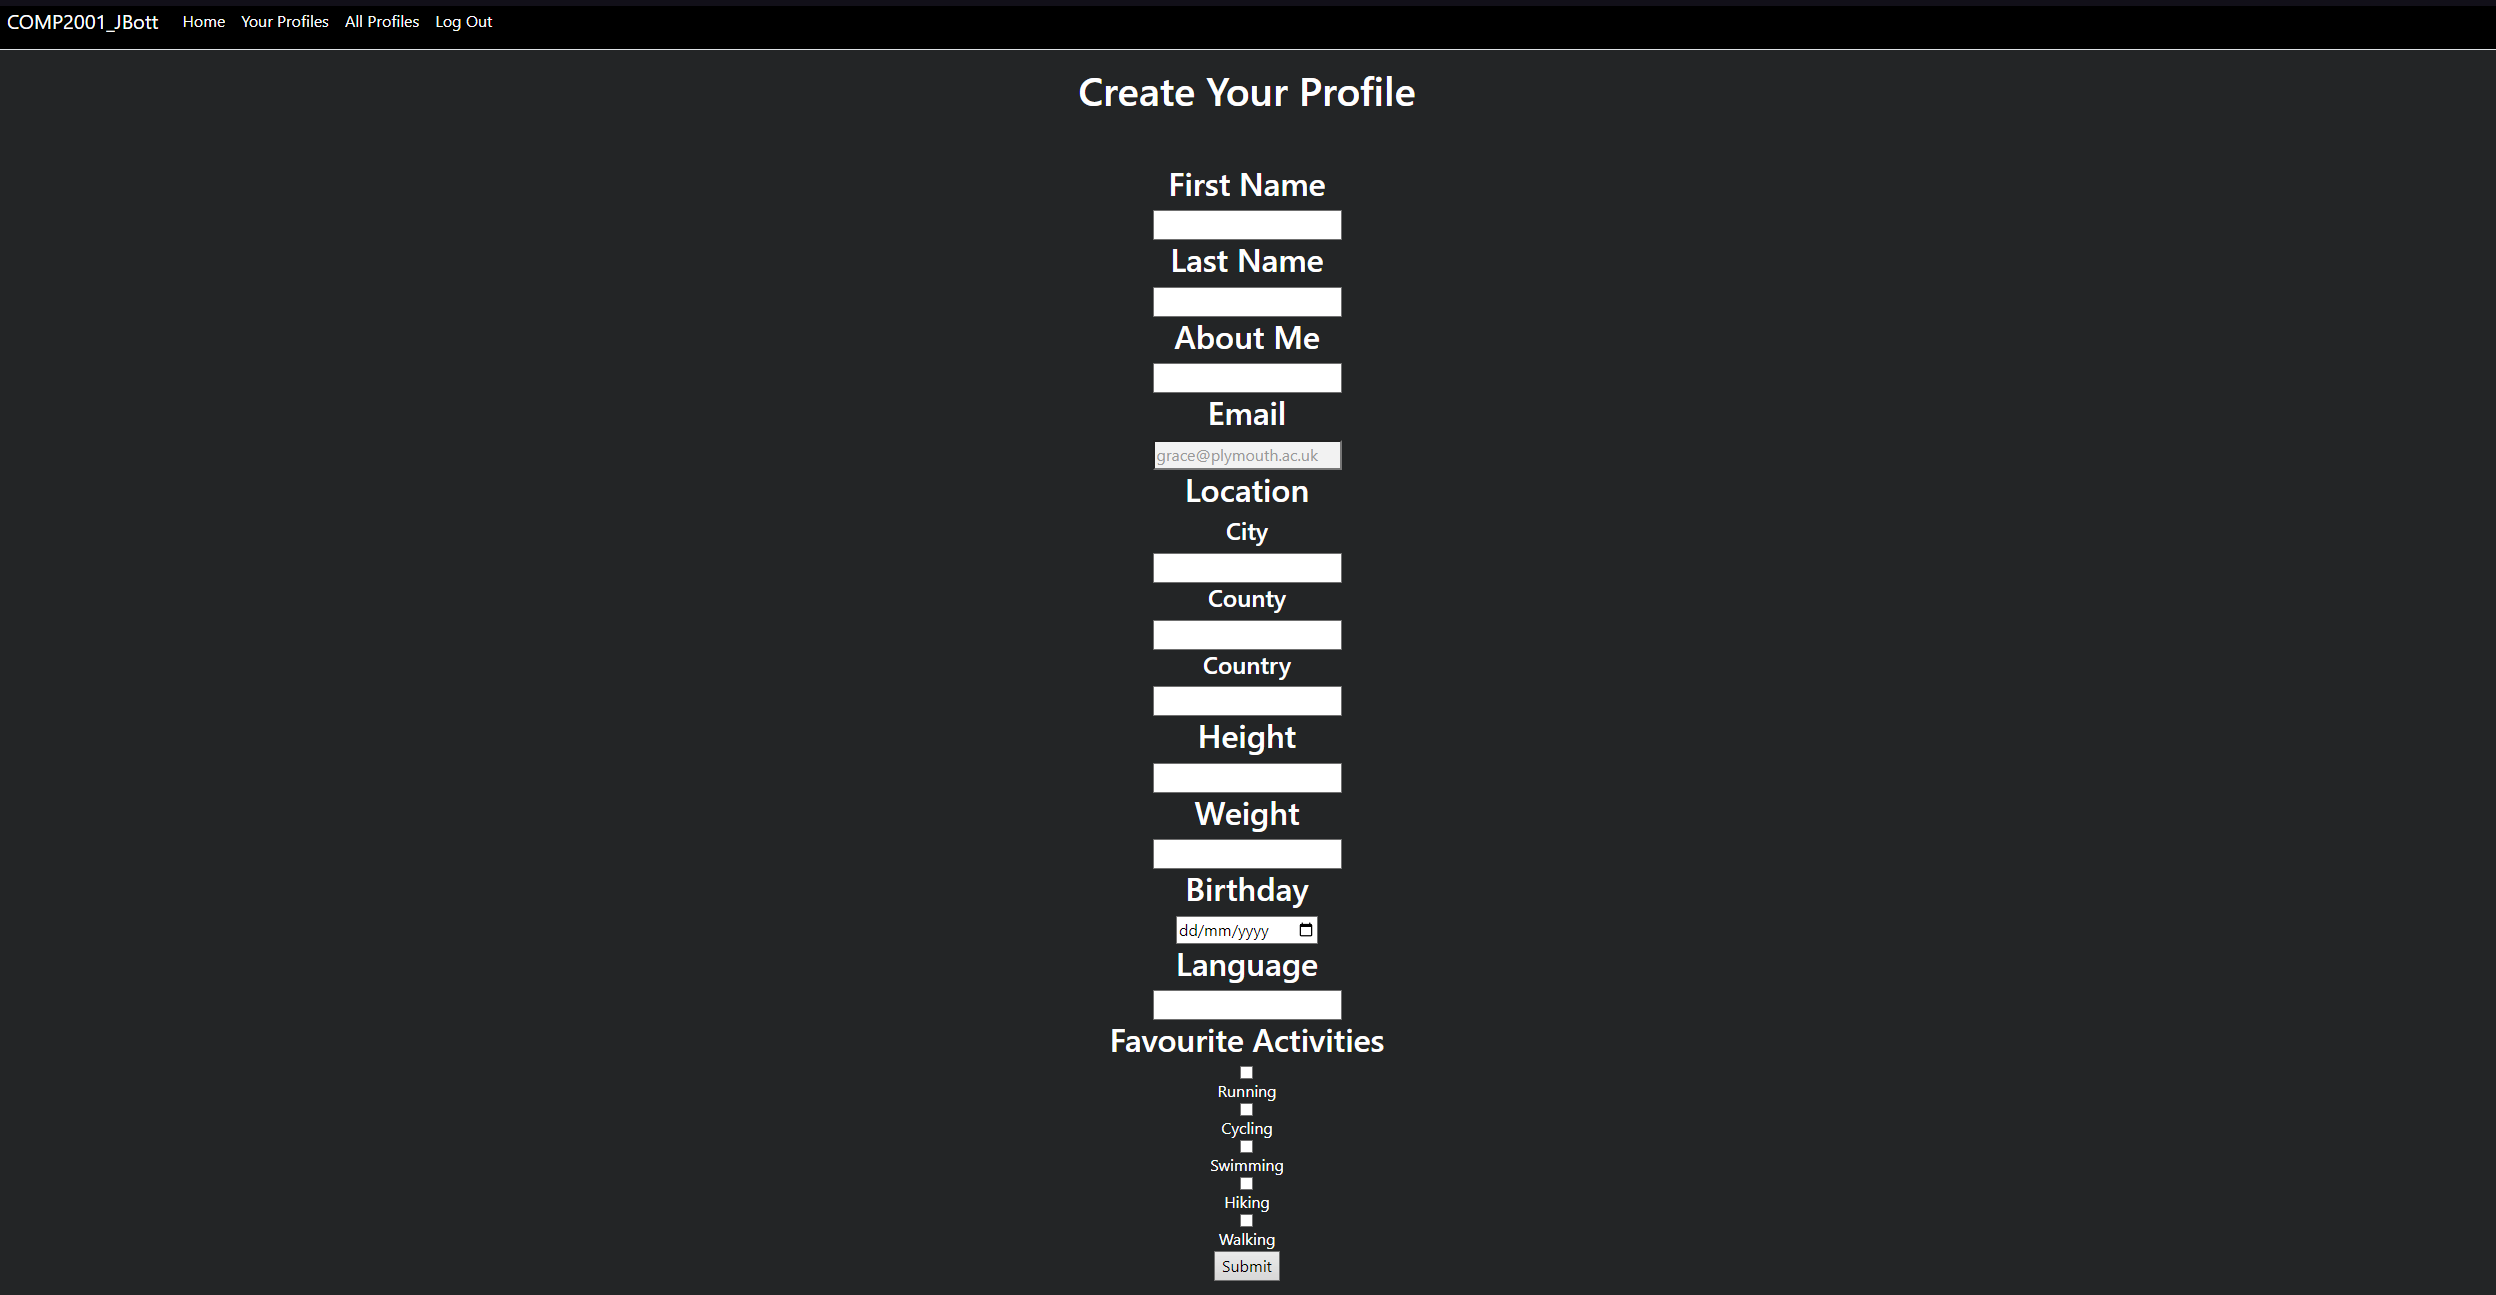 COMP2001_JBott Home Your Profiles All Profiles Log Out
Create Your Profile
First Name
Last Name
About Me
Email
grace@plymouth.ac.uk
Location
City
County
Country
Height
Weight
Birthday
dd/mm/yyyy
Language
Favourite Activities
Running
Cycling
Swimming
Hiking
Walking
Submit